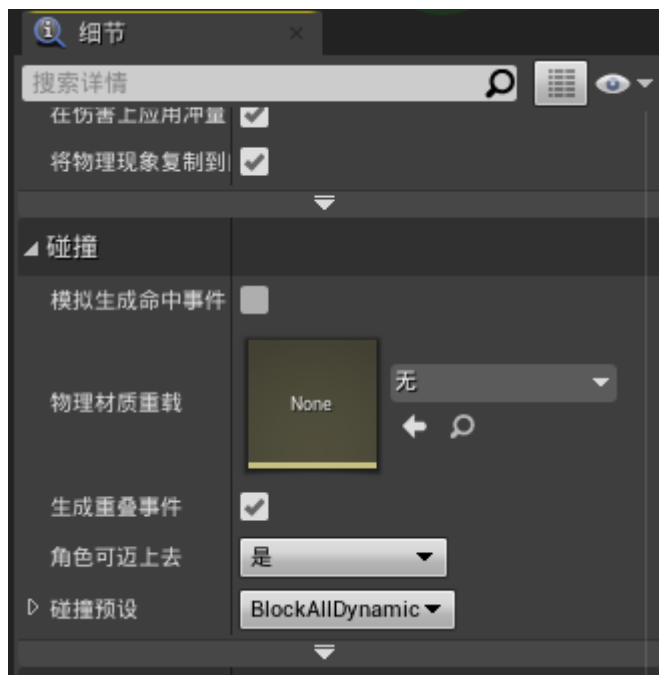 细节
搜索详情
在伤害上应用冲量
将物理现象复制到
碰撞
模拟生成命中事件
物理材质重载
None
无
生成重叠事件
角色可迈上去
是
碰撞预设
BlockAllDynamic